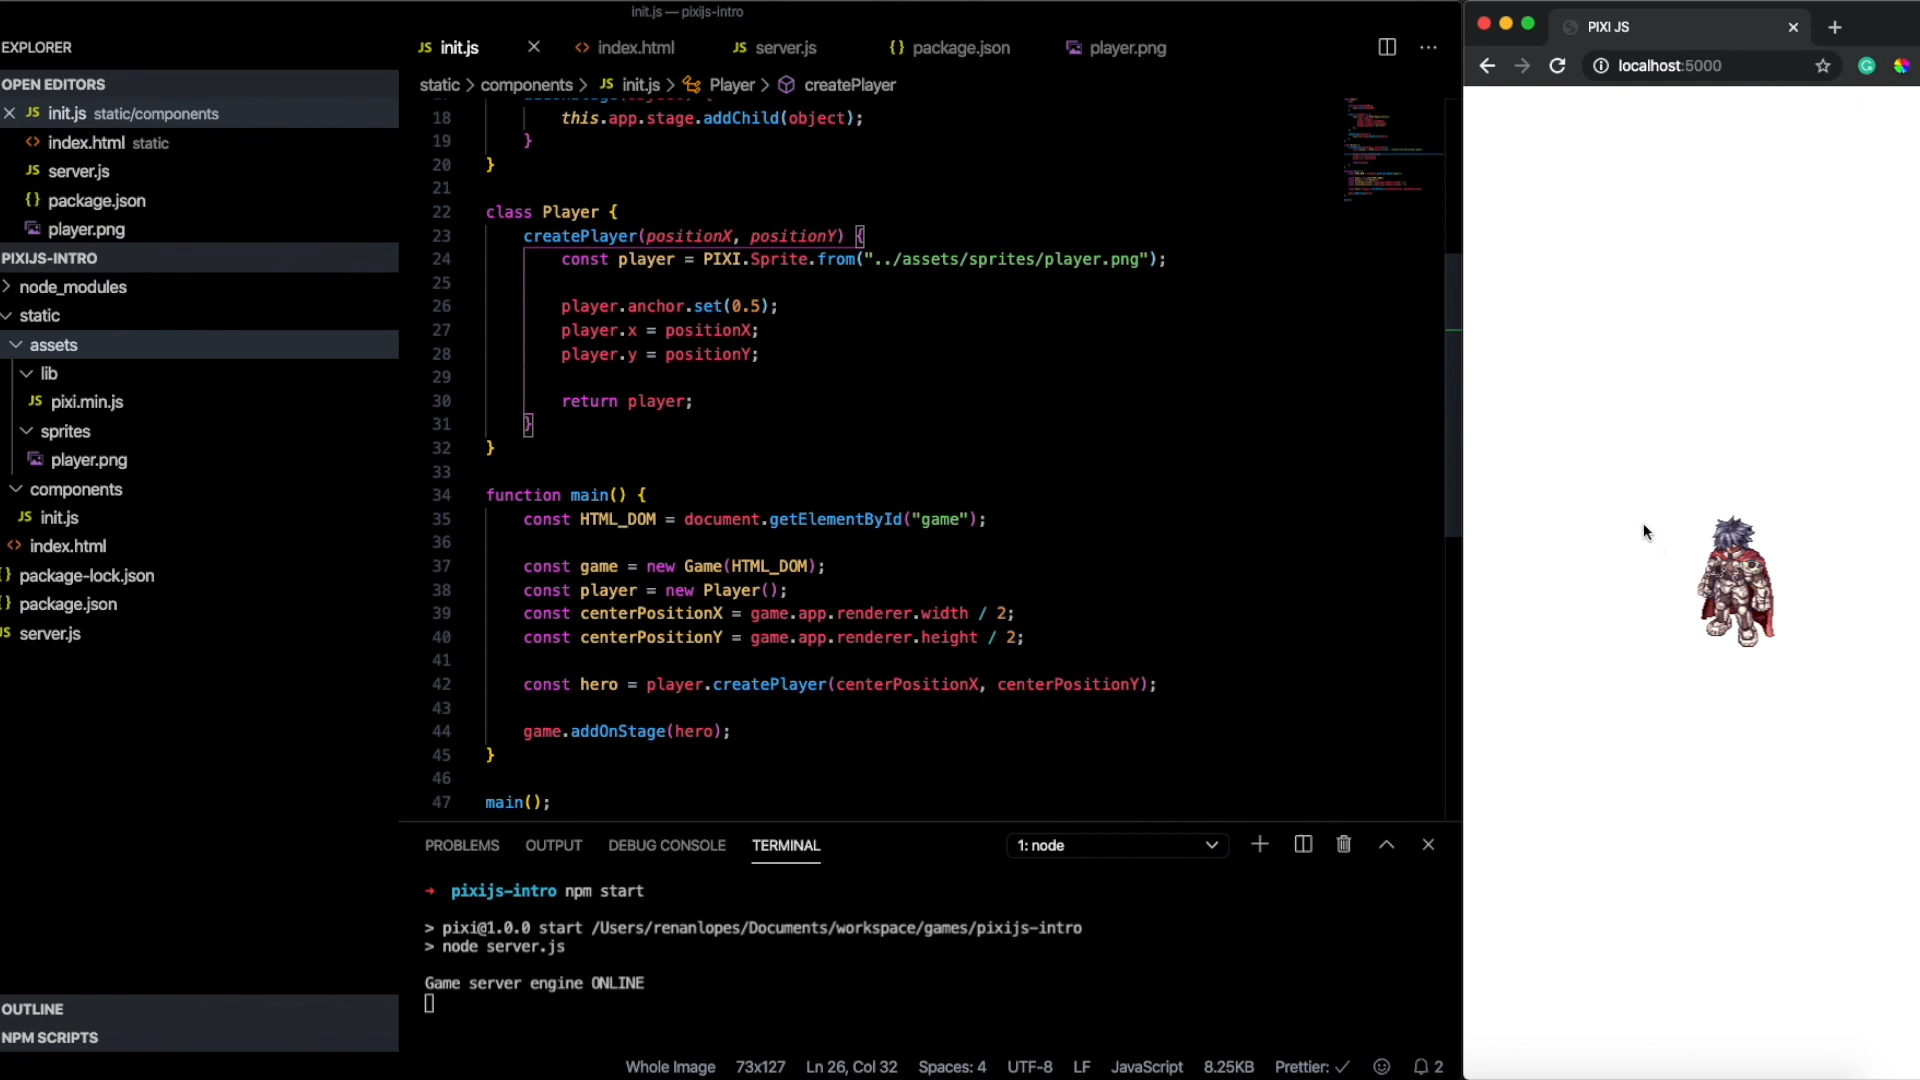 init.js — pixijs-intro
EXPLORER
OPEN EDITORS
JS init.js static/components
<> index.html static
JS server.js
{} package.json
player.png
PIXIJS-INTRO
node_modules
static
assets
lib
JS pixi.min.js
sprites
player.png
components
JS init.js
<> index.html
{} package-lock.json
{} package.json
JS server.js
OUTLINE
NPM SCRIPTS
JS init.js <> index.html JS server.js {} package.json player.png
static > components > JS init.js > Player > createPlayer
18 this.app.stage.addChild(object);
19 }
20 }
21
22 class Player {
23 createPlayer(positionX, positionY) {
24 const player = PIXI.Sprite.from("../assets/sprites/player.png");
25
26 player.anchor.set(0.5);
27 player.x = positionX;
28 player.y = positionY;
29
30 return player;
31 }
32 }
33
34 function main() {
35 const HTML_DOM = document.getElementById("game");
36
37 const game = new Game(HTML_DOM);
38 const player = new Player();
39 const centerPositionX = game.app.renderer.width / 2;
40 const centerPositionY = game.app.renderer.height / 2;
41
42 const hero = player.createPlayer(centerPositionX, centerPositionY);
43
44 game.addOnStage(hero);
45 }
46
47 main();
PROBLEMS OUTPUT DEBUG CONSOLE TERMINAL 1: node
→ pixijs-intro npm start
> pixi@1.0.0 start /Users/renanlopes/Documents/workspace/games/pixijs-intro
> node server.js
Game server engine ONLINE
Whole Image 73x127 Ln 26, Col 32 Spaces: 4 UTF-8 LF JavaScript 8.25KB Prettier: ✓ 2
PIXI JS
localhost:5000